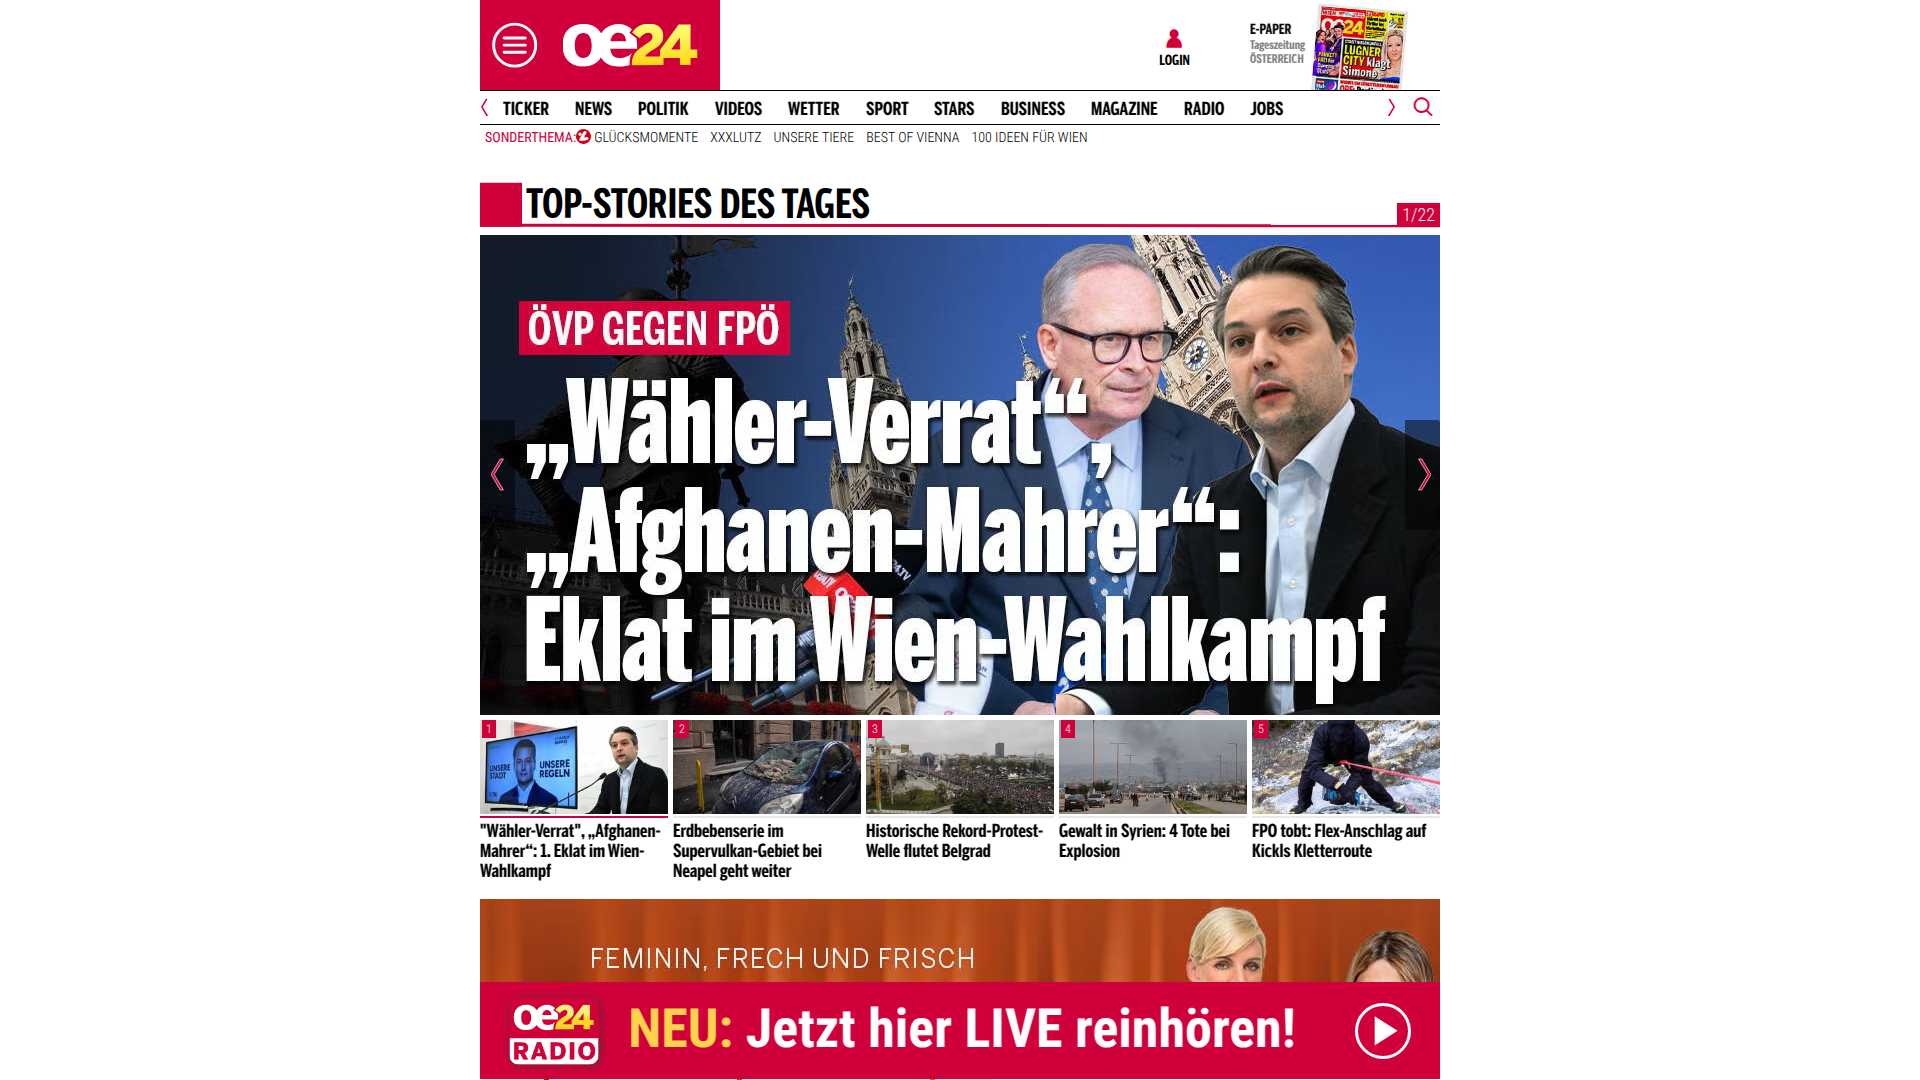 oe24
LOGIN
E-PAPER
Tageszeitung
ÖSTERREICH
oe24
LUGNER
CITY klagt
Simone
TICKER NEWS POLITIK VIDEOS WETTER SPORT STARS BUSINESS MAGAZINE RADIO JOBS
SONDERTHEMA: GLÜCKSMOMENTE XXXLUTZ UNSERE TIERE BEST OF VIENNA 100 IDEEN FÜR WIEN
TOP-STORIES DES TAGES
1/22
ÖVP GEGEN FPÖ
„Wähler-Verrat“,
„Afghanen-Mahrer“:
Eklat im Wien-Wahlkampf
1
UNSERE STADT
UNSERE REGELN
2
3
4
5
"Wähler-Verrat", „Afghanen-
Mahrer“: 1. Eklat im Wien-
Wahlkampf
Erdbebenserie im
Supervulkan-Gebiet bei
Neapel geht weiter
Historische Rekord-Protest-
Welle flutet Belgrad
Gewalt in Syrien: 4 Tote bei
Explosion
FPÖ tobt: Flex-Anschlag auf
Kickls Kletterroute
FEMININ, FRECH UND FRISCH
oe24
RADIO
NEU: Jetzt hier LIVE reinhören!